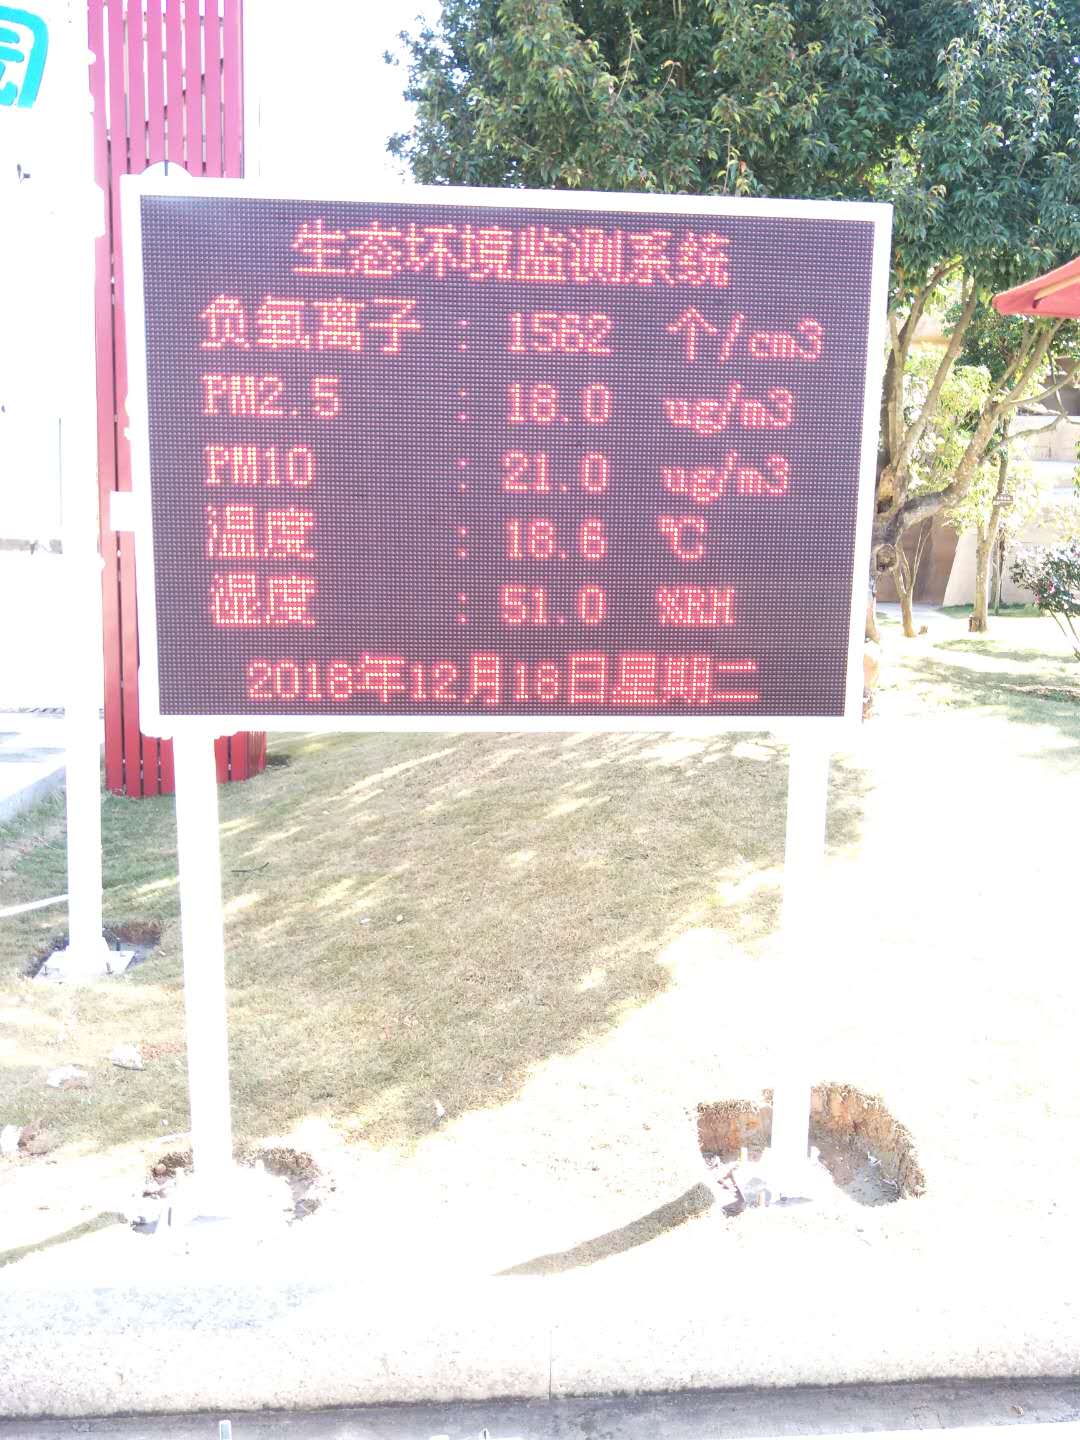 生态环境监测系统
负氧离子 : 1562 个/cm3
PM2.5 : 18.0 ug/m3
PM10 : 21.0 ug/m3
温度 : 18.6 ℃
湿度 : 51.0 %RH
2018年12月18日星期二